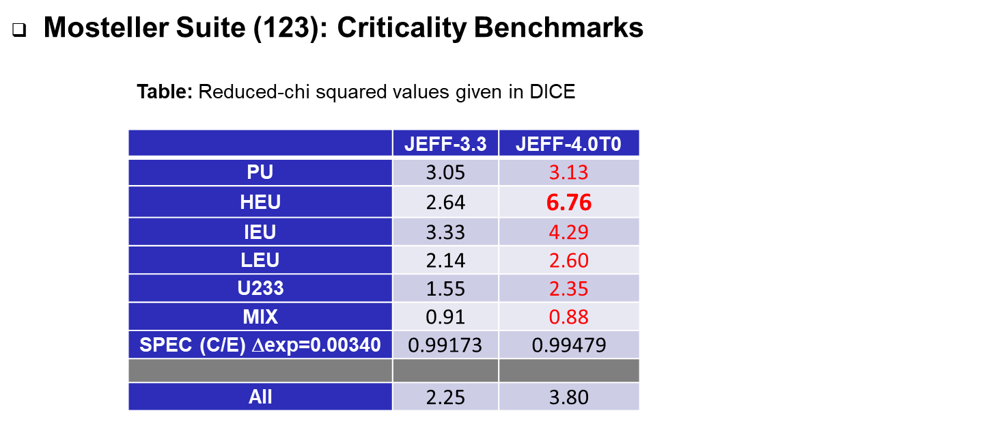 ❑ Mosteller Suite (123): Criticality Benchmarks
Table: Reduced-chi squared values given in DICE
JEFF-3.3 JEFF-4.0T0
PU 3.05 3.13
HEU 2.64 6.76
IEU 3.33 4.29
LEU 2.14 2.60
U233 1.55 2.35
MIX 0.91 0.88
SPEC (C/E) Δexp=0.00340 0.99173 0.99479
All 2.25 3.80